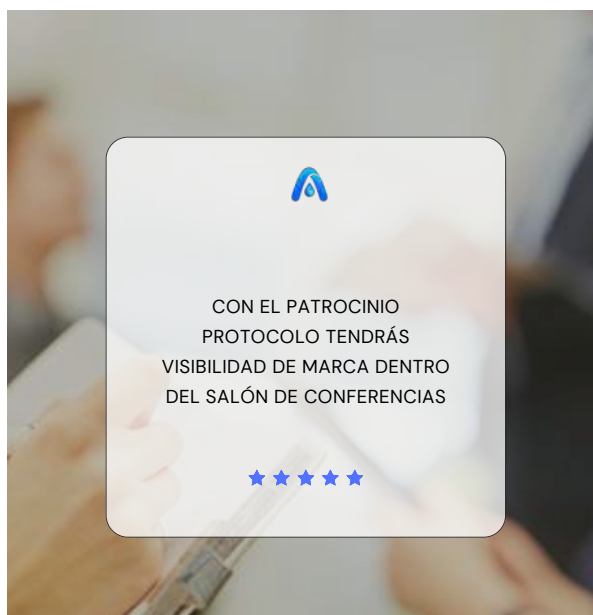 CON EL PATROCINIO
PROTOCOLO TENDRÁS
VISIBILIDAD DE MARCA DENTRO
DEL SALÓN DE CONFERENCIAS